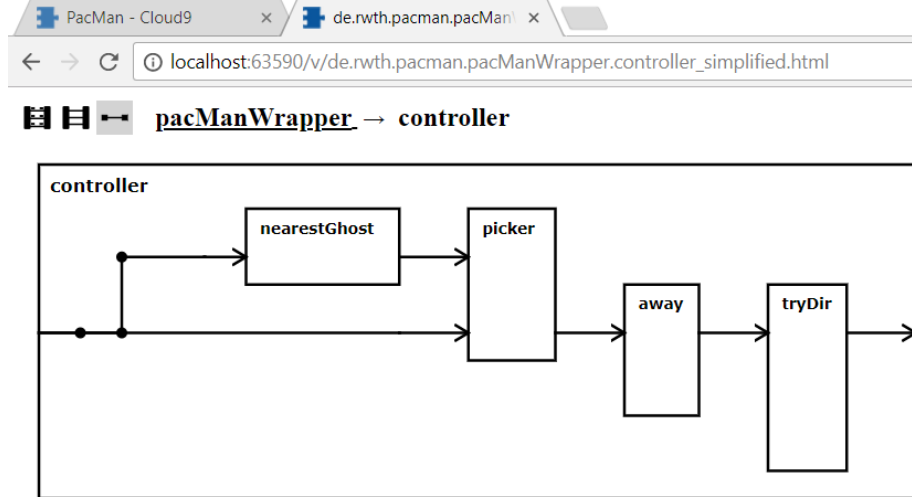 PacMan - Cloud9
de.rwth.pacman.pacMan
localhost:63590/v/de.rwth.pacman.pacManWrapper.controller_simplified.html
pacManWrapper → controller
controller
nearestGhost
picker
away
tryDir